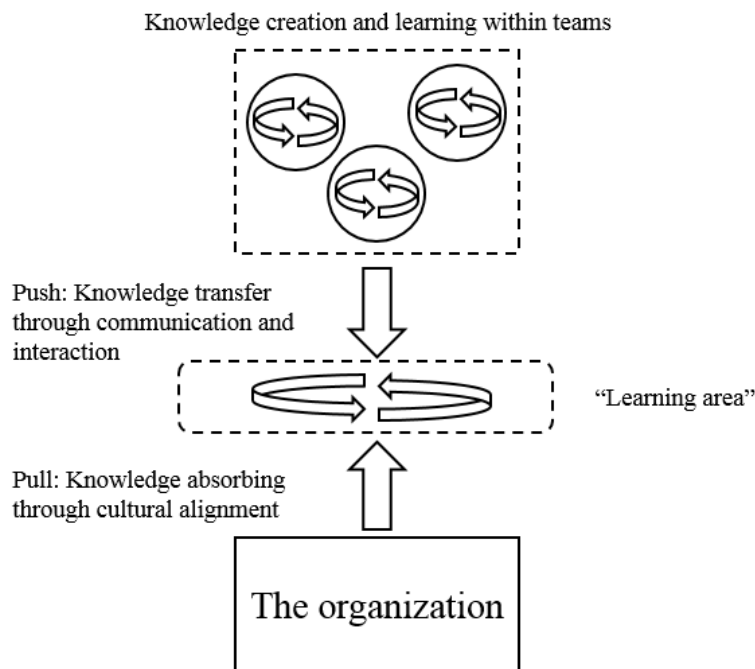 Knowledge creation and learning within teams
Push: Knowledge transfer
through communication and
interaction
“Learning area”
Pull: Knowledge absorbing
through cultural alignment
The organization